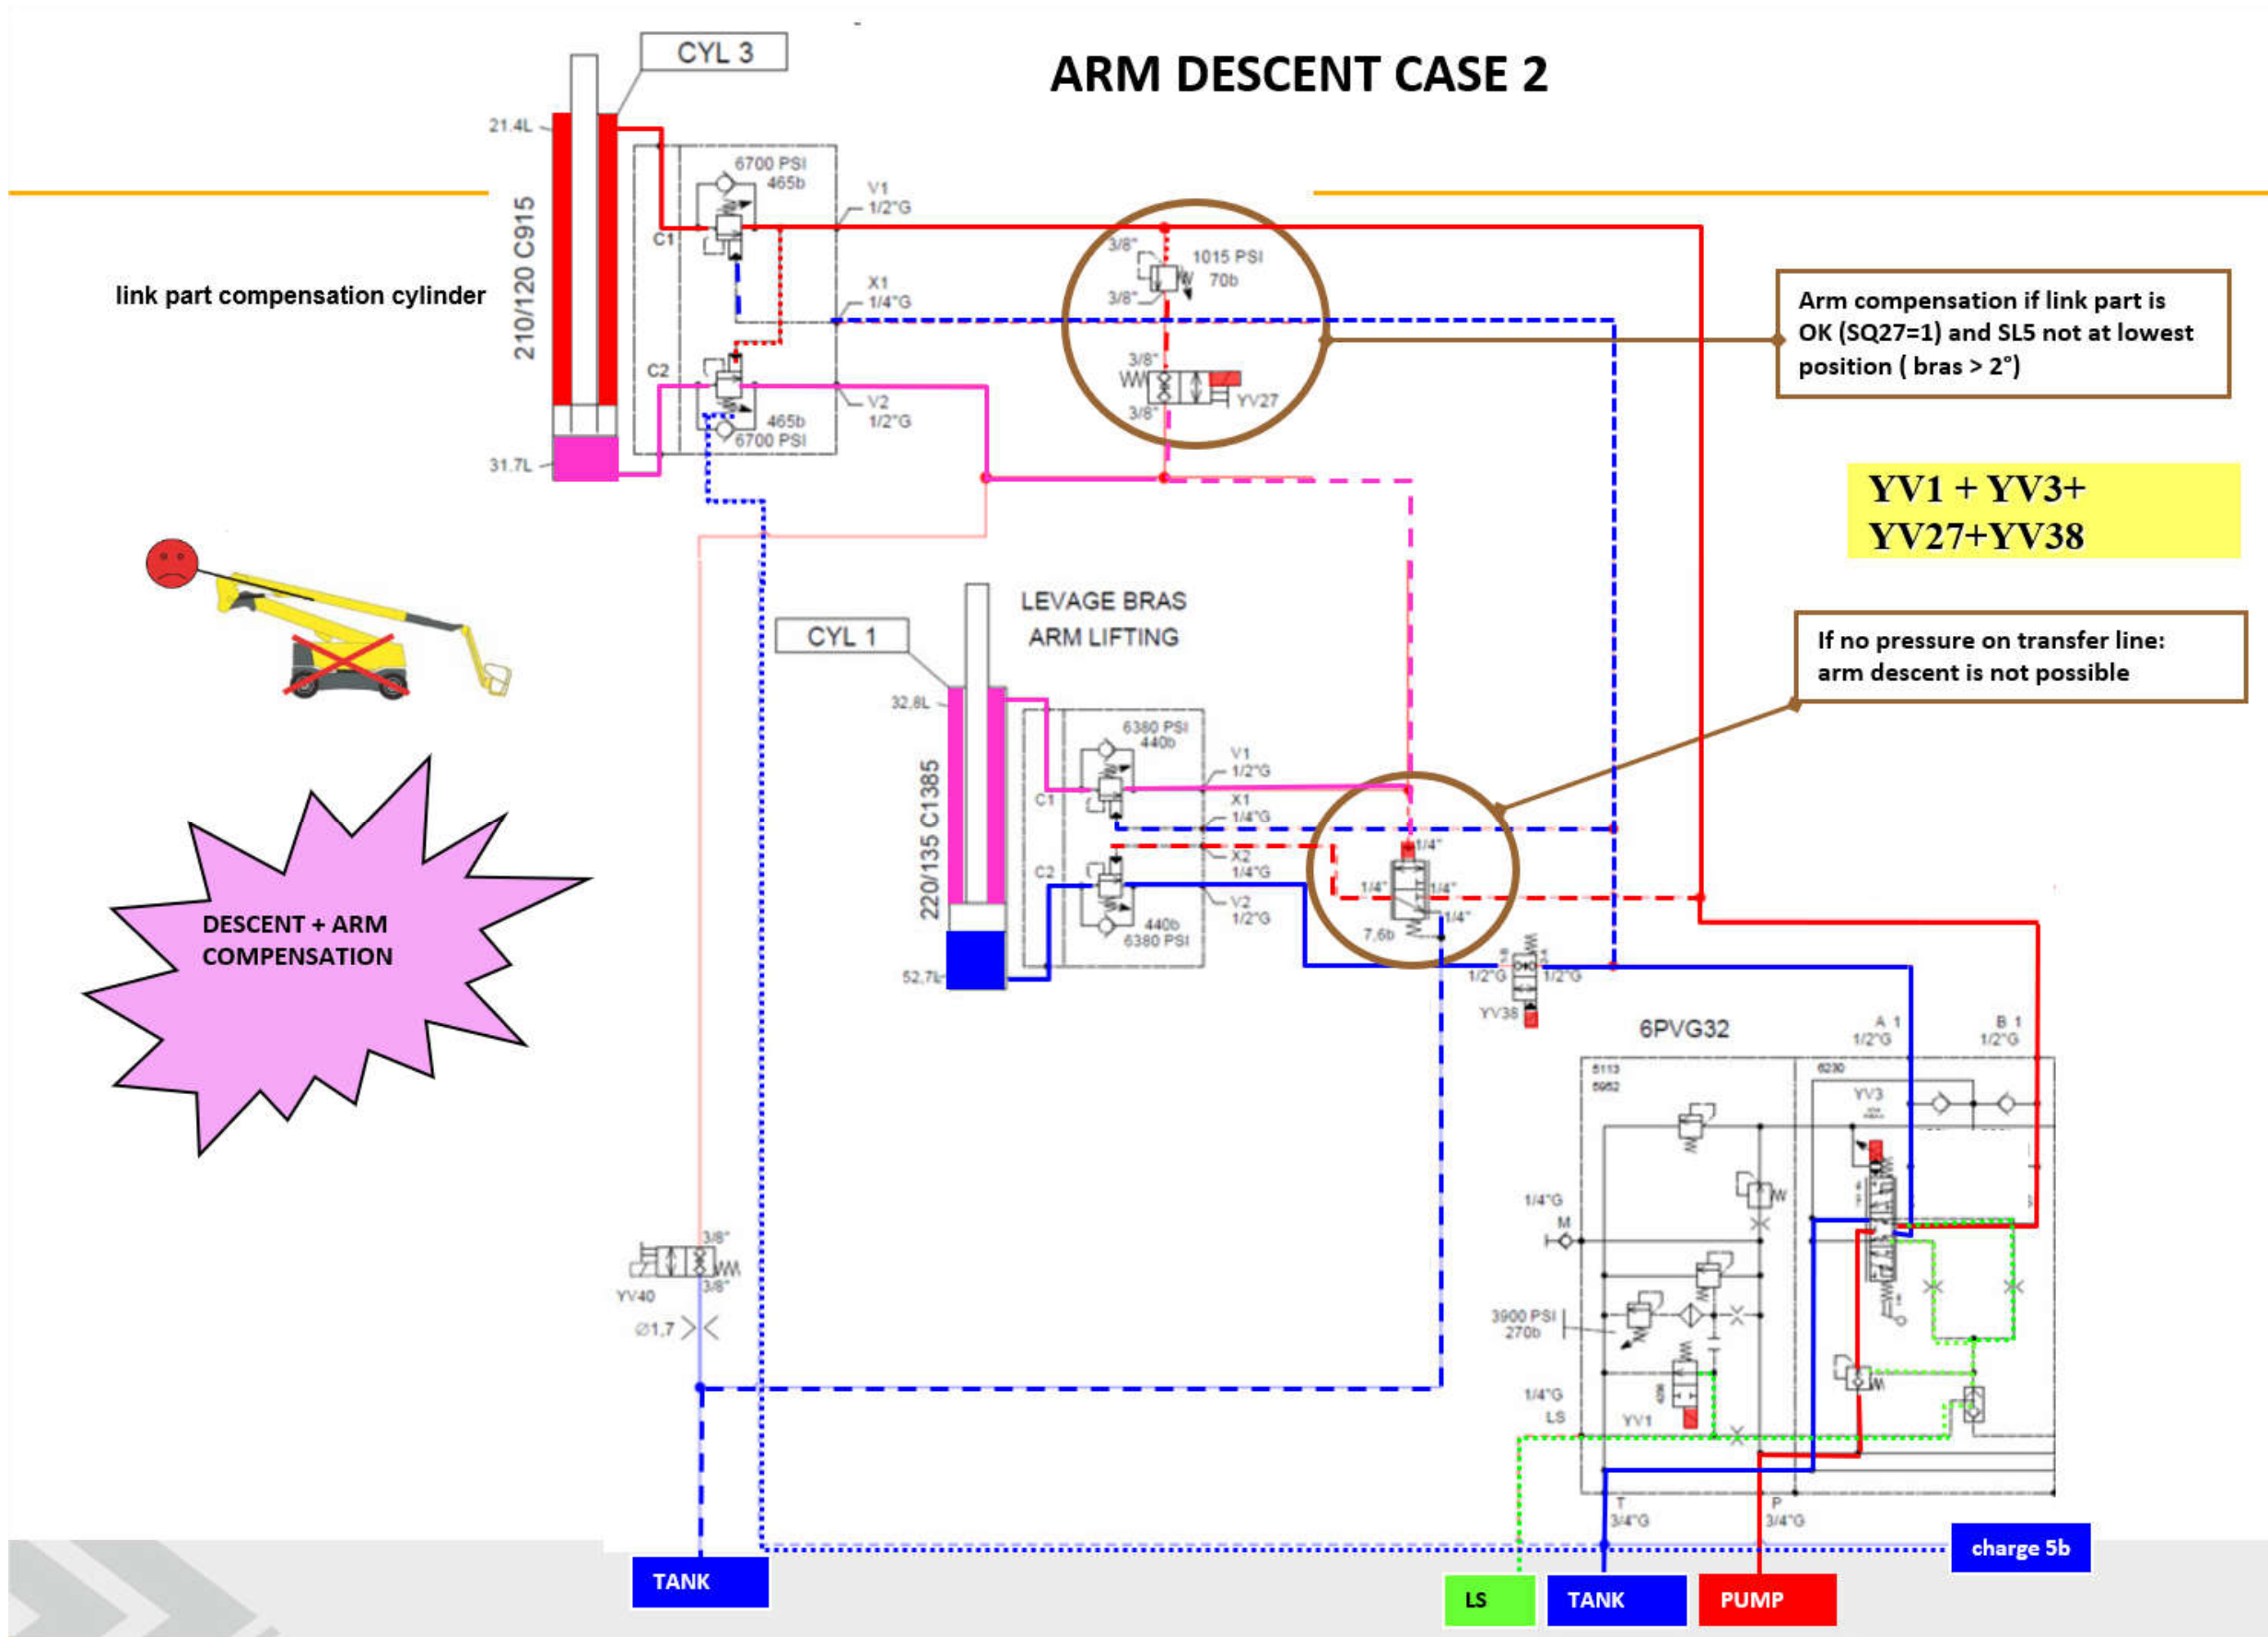 ARM DESCENT CASE 2
CYL 3
21.4L
210/120 C915
31.7L
link part compensation cylinder
6700 PSI
465b
C1
V1
1/2"G
X1
1/4"G
C2
V2
1/2"G
465b
6700 PSI
3/8"
1015 PSI
70b
3/8"
3/8"
YV27
3/8"
Arm compensation if link part is
OK (SQ27=1) and SL5 not at lowest
position ( bras > 2°)
YV1 + YV3+
YV27+YV38
If no pressure on transfer line:
arm descent is not possible
LEVAGE BRAS
ARM LIFTING
CYL 1
32,8L
220/135 C1385
52,7L
6380 PSI
440b
C1
V1
1/2"G
X1
1/4"G
X2
1/4"G
C2
V2
1/2"G
440b
6380 PSI
1/4"
1/4"
1/4"
1/4"
7,6b
1/2"G
1/2"G
YV38
DESCENT + ARM
COMPENSATION
6PVG32
A 1
1/2"G
B 1
1/2"G
5113
6230
YV3
1/4"G
M
3900 PSI
270b
1/4"G
LS
YV1
T
3/4"G
P
3/4"G
3/8"
3/8"
YV40
Ø1,7
TANK
LS
TANK
PUMP
charge 5b